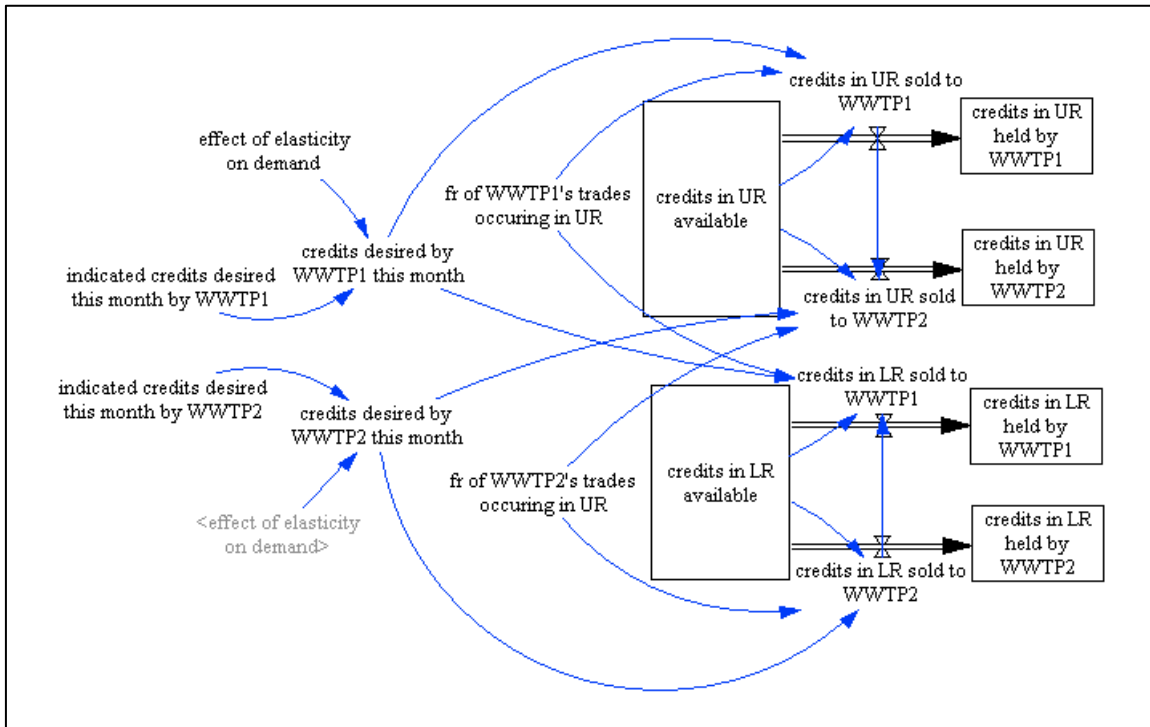 credits in UR sold to
WWTP1
credits in UR
held by
WWTP1
effect of elasticity
on demand
fr of WWTP1's trades
occuring in UR
credits in UR
available
credits desired by
WWTP1 this month
indicated credits desired
this month by WWTP1
credits in UR
held by
WWTP2
credits in UR sold
to WWTP2
indicated credits desired
this month by WWTP2
credits desired by
WWTP2 this month
credits in LR sold to
WWTP1
credits in LR
held by
WWTP1
fr of WWTP2's trades
occuring in UR
credits in LR
available
<effect of elasticity
on demand>
credits in LR
held by
WWTP2
credits in LR sold to
WWTP2